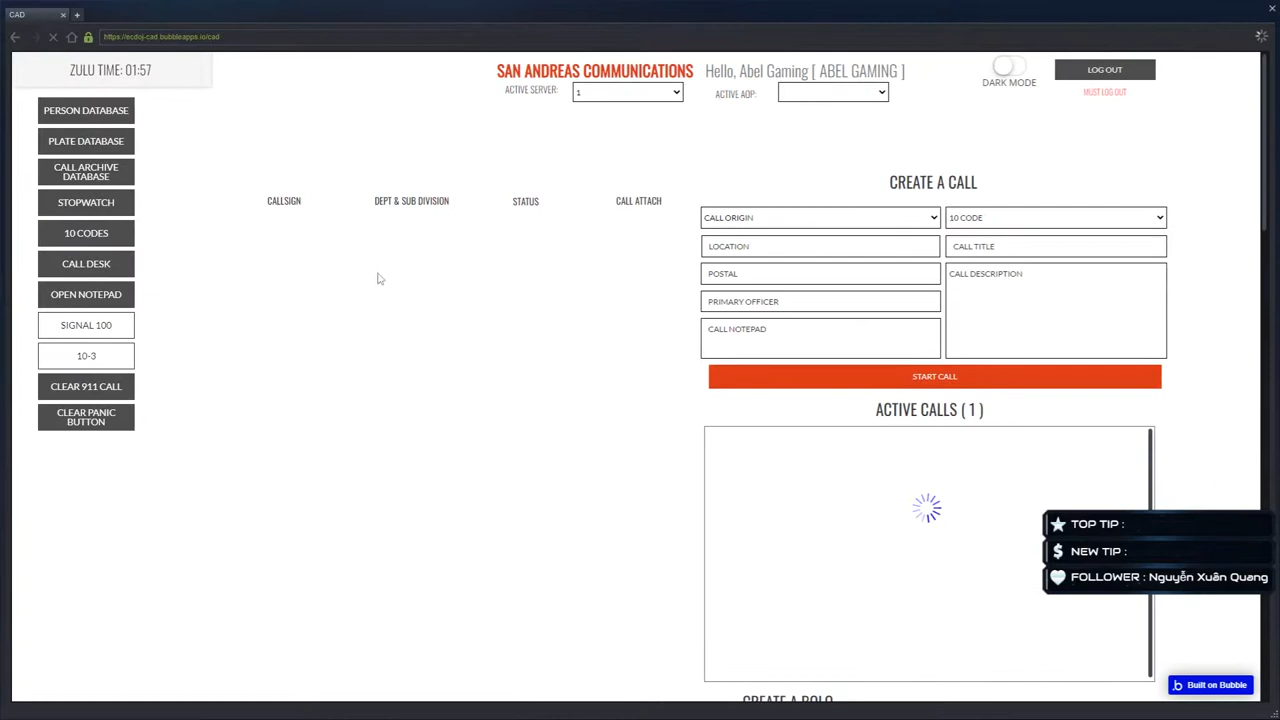 CAD
https://ecdoj-cad.bubbleapps.io/cad
ZULU TIME: 01:57
SAN ANDREAS COMMUNICATIONS Hello, Abel Gaming [ ABEL GAMING ]
ACTIVE SERVER: 1
ACTIVE AOP:
DARK MODE
LOG OUT
MUST LOG OUT
PERSON DATABASE
PLATE DATABASE
CALL ARCHIVE
DATABASE
STOPWATCH
10 CODES
CALL DESK
OPEN NOTEPAD
SIGNAL 100
10-3
CLEAR 911 CALL
CLEAR PANIC
BUTTON
CALLSIGN DEPT & SUB DIVISION STATUS CALL ATTACH
CREATE A CALL
CALL ORIGIN 10 CODE
LOCATION CALL TITLE
POSTAL CALL DESCRIPTION
PRIMARY OFFICER
CALL NOTEPAD
START CALL
ACTIVE CALLS ( 1 )
TOP TIP :
NEW TIP :
FOLLOWER : Nguyễn Xuân Quang
CREATE A BOLO
Built on Bubble